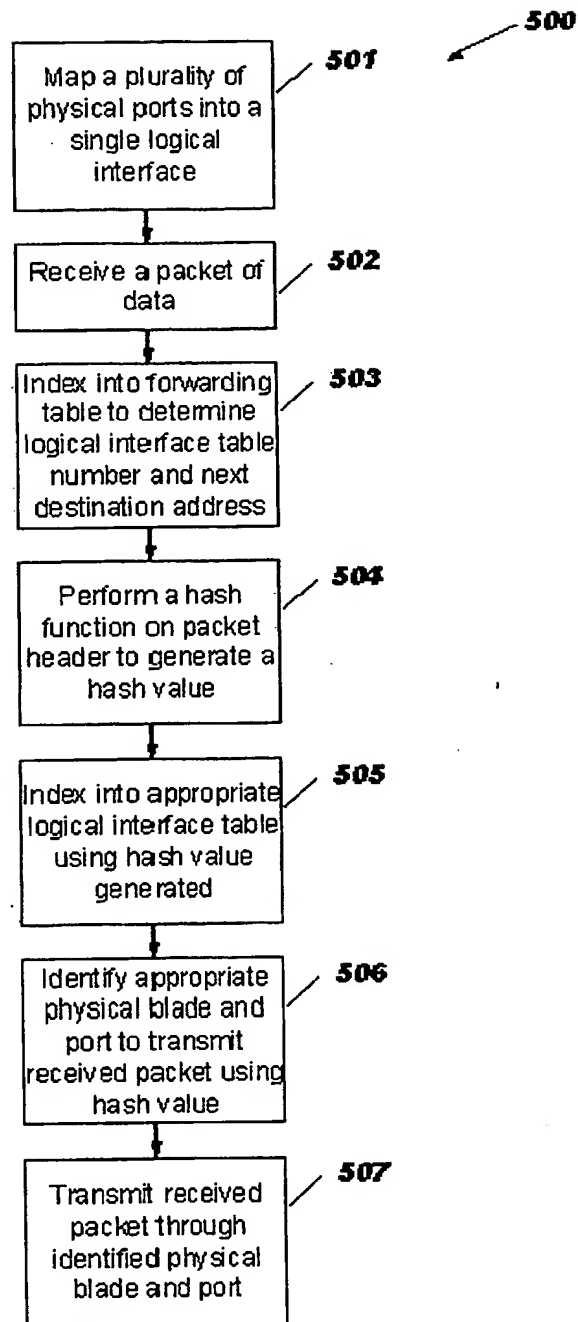 500
501
Map a plurality of
physical ports into a
single logical
interface
502
Receive a packet of
data
503
Index into forwarding
table to determine
logical interface table
number and next
destination address
504
Perform a hash
function on packet
header to generate a
hash value
505
Index into appropriate
logical interface table
using hash value
generated
506
Identify appropriate
physical blade and
port to transmit
received packet using
hash value
507
Transmit received
packet through
identified physical
blade and port